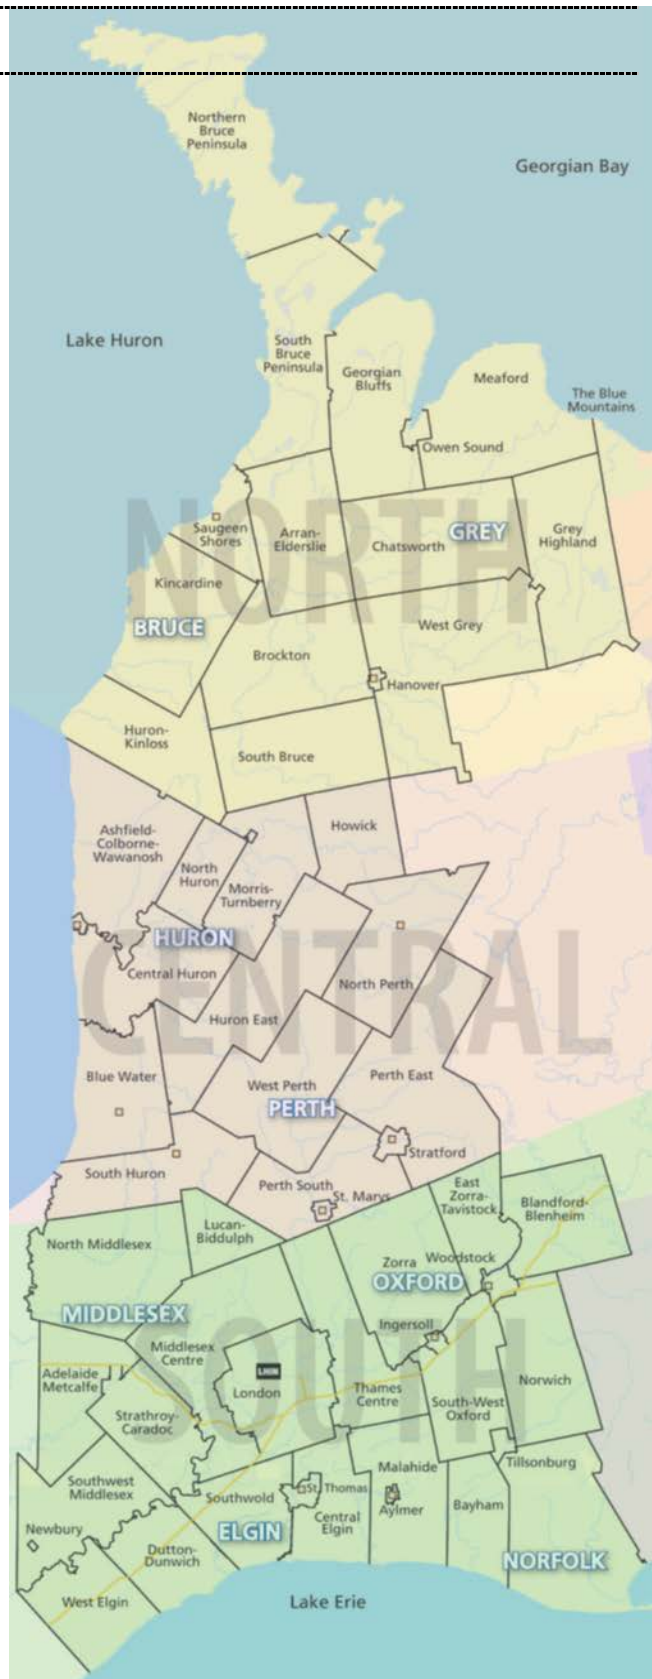 Northern
Bruce
Peninsula
Georgian Bay
Lake Huron
South
Bruce
Peninsula
Georgian
Bluffs
Meaford
The Blue
Mountains
Owen Sound
NORTH
Saugeen
Shores
Arran-
Elderslie
Chatsworth
GREY
Grey
Highland
Kincardine
BRUCE
West Grey
Brockton
Hanover
Huron-
Kinloss
South Bruce
Ashfield-
Colborne-
Wawanosh
Howick
North
Huron
Morris-
Turnberry
HURON
CENTRAL
Central Huron
North Perth
Huron East
Blue Water
West Perth
Perth East
PERTH
Stratford
South Huron
Perth South
St. Marys
East
Zorra-
Tavistock
Blandford-
Blenheim
Lucan-
Biddulph
North Middlesex
Zorra
Woodstock
OXFORD
MIDDLESEX
Ingersoll
SOUTH
Middlesex
Centre
Adelaide
Metcalfe
LHIN
London
Thames
Centre
Norwich
South-West
Oxford
Strathroy-
Caradoc
Tillsonburg
Malahide
Southwest
Middlesex
Southwold
St. Thomas
Aylmer
Bayham
Central
Elgin
Newbury
ELGIN
Dutton-
Dunwich
NORFOLK
West Elgin
Lake Erie